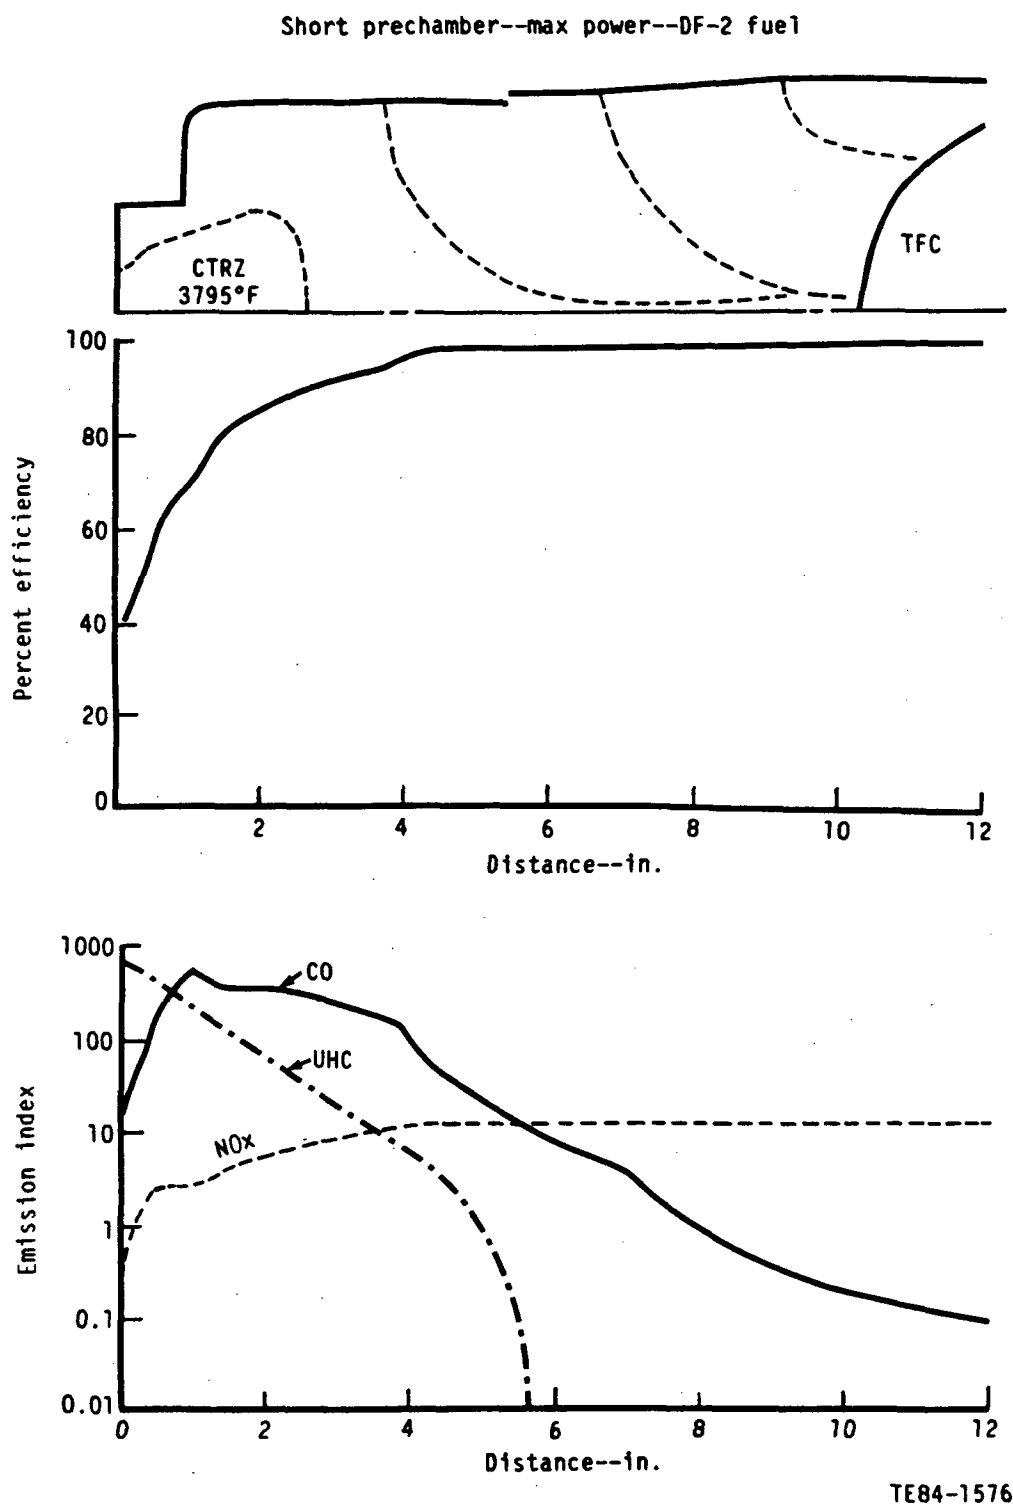 Short prechamber--max power--DF-2 fuel
CTRZ
3795°F
TFC
100
80
60
40
20
0
Percent efficiency
2 4 6 8 10 12
Distance--in.
1000
100
10
1
0.1
0.01
Emission index
CO
UHC
NOx
0 2 4 6 8 10 12
Distance--in.
TE84-1576